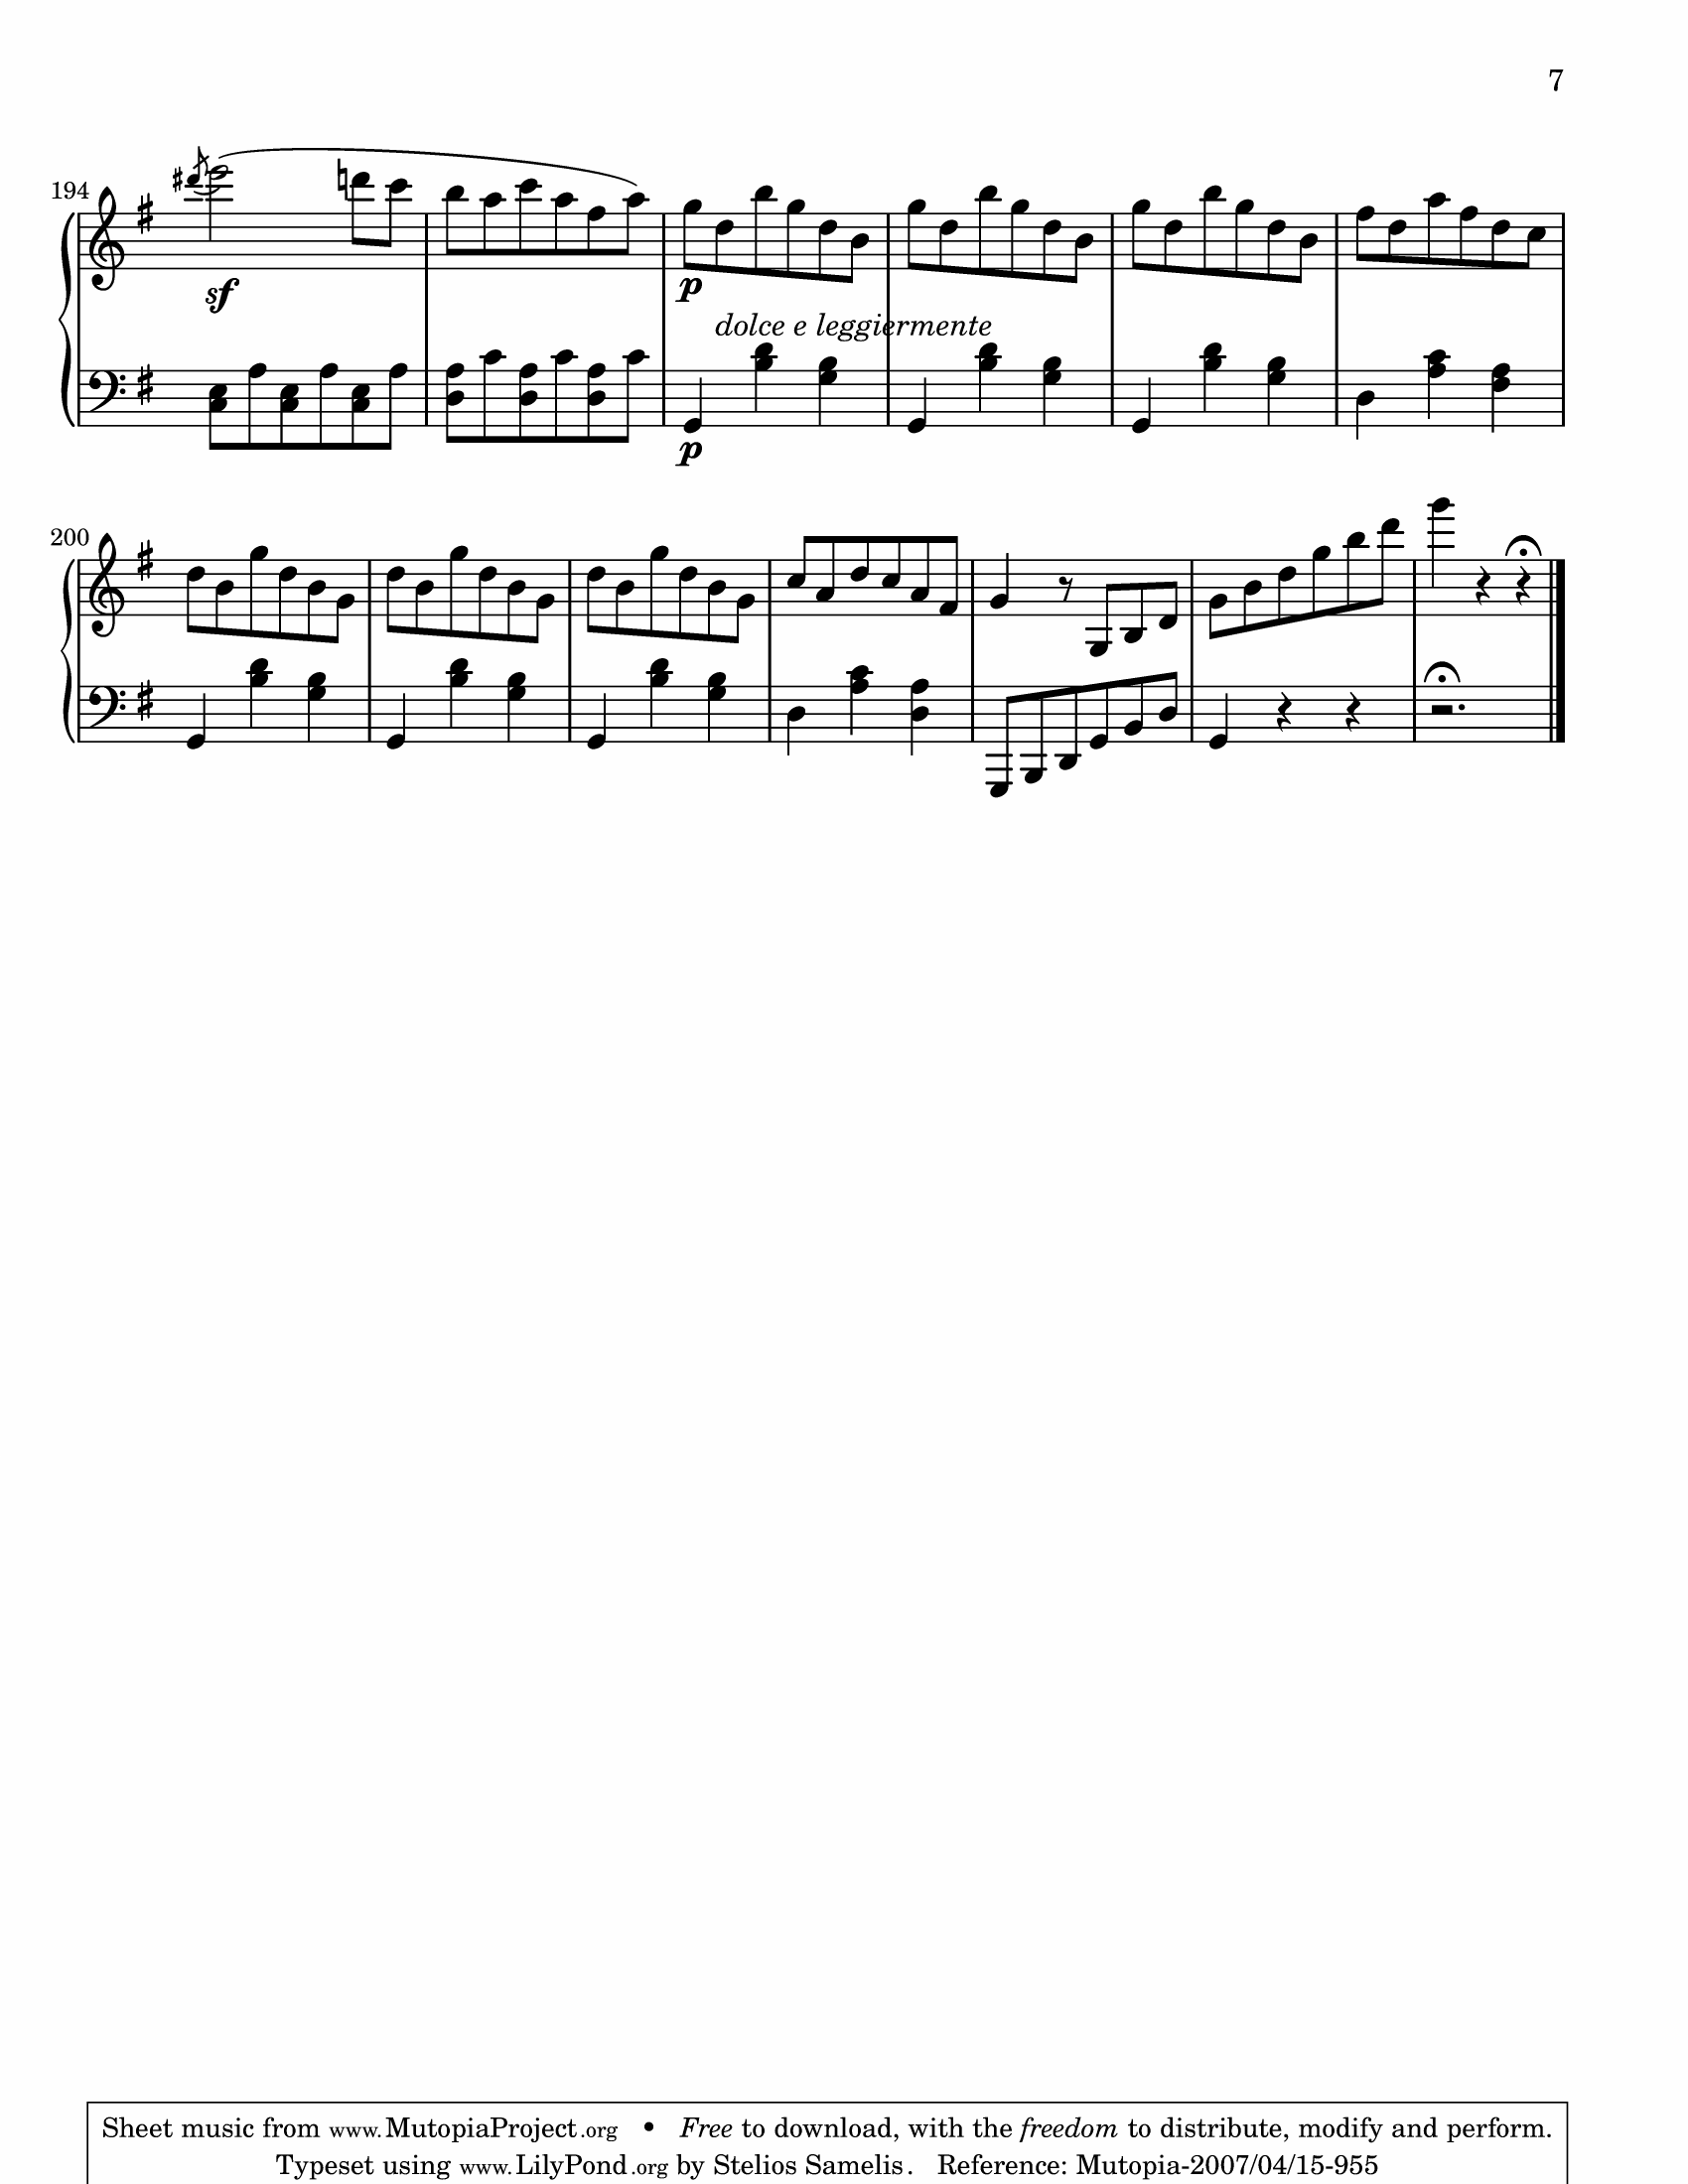 7
194
sf
p
dolce e leggiermente
p
200
Sheet music from www.MutopiaProject.org • Free to download, with the freedom to distribute, modify and perform.
Typeset using www.LilyPond.org by Stelios Samelis. Reference: Mutopia-2007/04/15-955